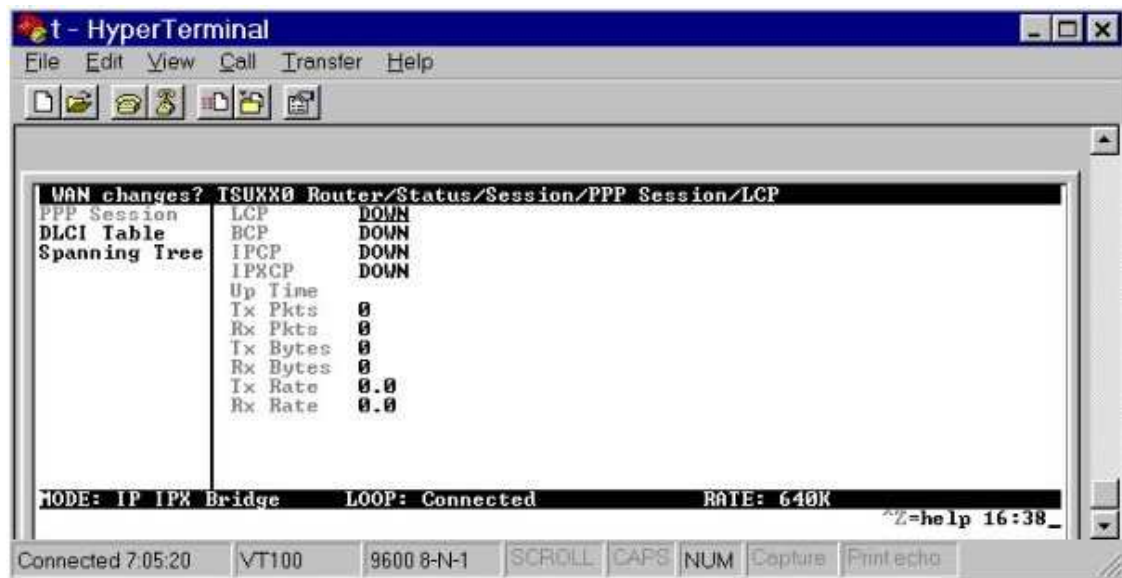 t - HyperTerminal
File Edit View Call Transfer Help
WAN changes? TSUXX0 Router/Status/Session/PPP Session/LCP
PPP Session LCP DOWN
DLCI Table BCP DOWN
Spanning Tree IPCP DOWN
IPXCP DOWN
Up Time
Tx Pkts 0
Rx Pkts 0
Tx Bytes 0
Rx Bytes 0
Tx Rate 0.0
Rx Rate 0.0
MODE: IP IPX Bridge LOOP: Connected RATE: 640K
^Z=help 16:38_
Connected 7:05:20 VT100 9600 8-N-1 SCROLL CAPS NUM Capture Print echo